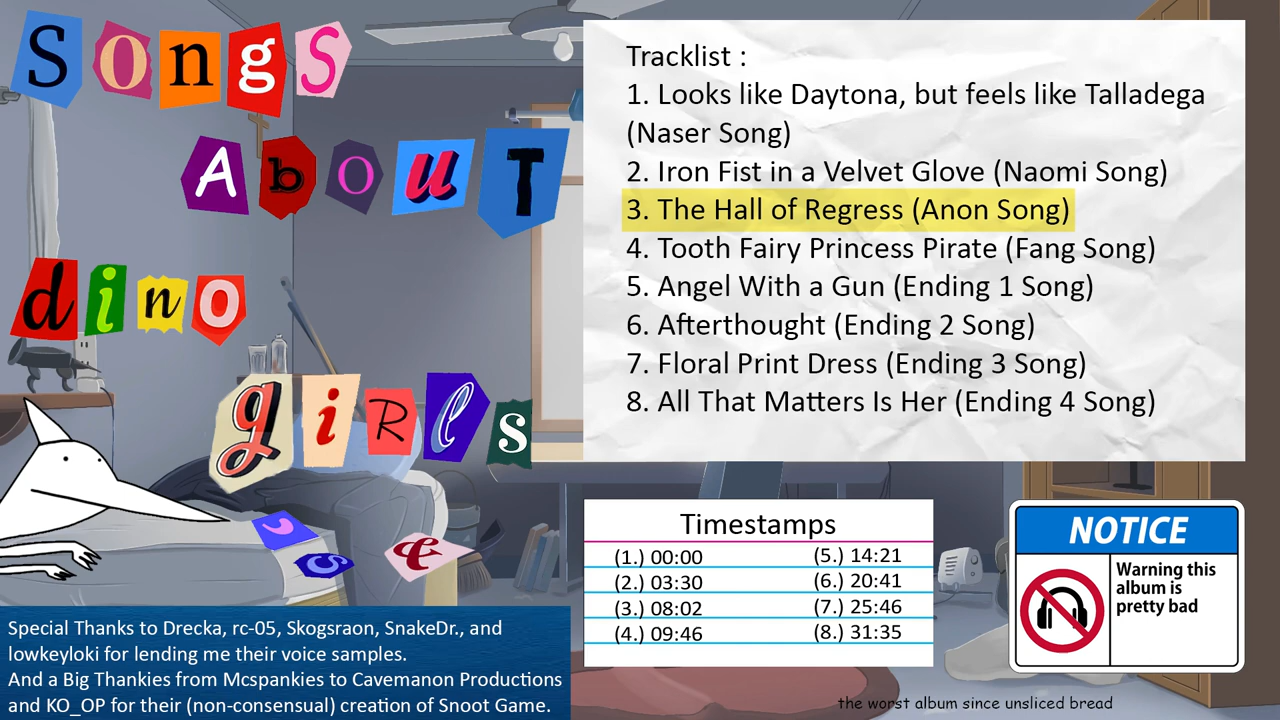 Songs
AboUT
dino
giRls
J
S
E
Tracklist :
1. Looks like Daytona, but feels like Talladega
(Naser Song)
2. Iron Fist in a Velvet Glove (Naomi Song)
3. The Hall of Regress (Anon Song)
4. Tooth Fairy Princess Pirate (Fang Song)
5. Angel With a Gun (Ending 1 Song)
6. Afterthought (Ending 2 Song)
7. Floral Print Dress (Ending 3 Song)
8. All That Matters Is Her (Ending 4 Song)
Timestamps
(1.) 00:00 (5.) 14:21
(2.) 03:30 (6.) 20:41
(3.) 08:02 (7.) 25:46
(4.) 09:46 (8.) 31:35
NOTICE
Warning this
album is
pretty bad
Special Thanks to Drecka, rc-05, Skogsraon, SnakeDr., and
lowkeyloki for lending me their voice samples.
And a Big Thankies from Mcspankies to Cavemanon Productions
and KO_OP for their (non-consensual) creation of Snoot Game.
the worst album since unsliced bread